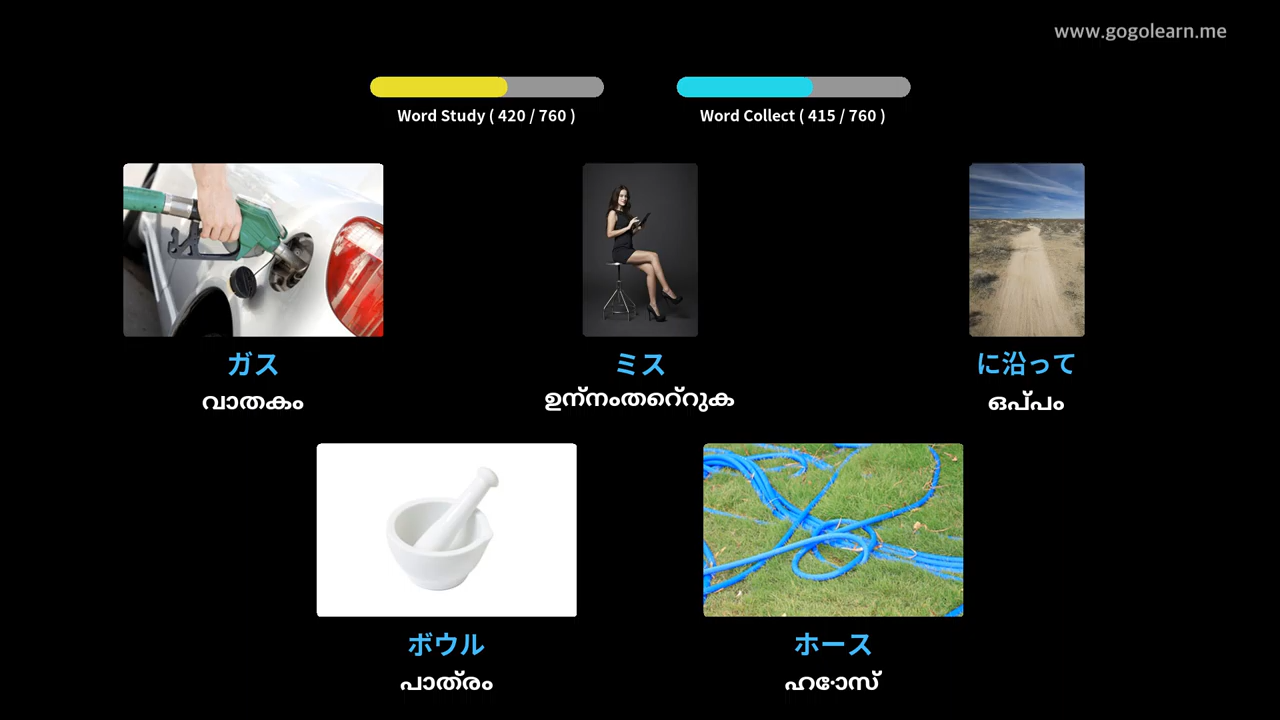 www.gogolearn.me
Word Study ( 420 / 760 )
Word Collect ( 415 / 760 )
ガス
വാതകം
ミス
ഉന്നംതെറ്റുക
に沿って
ഒപ്പം
ボウル
പാത്രം
ホース
ഹോസ്